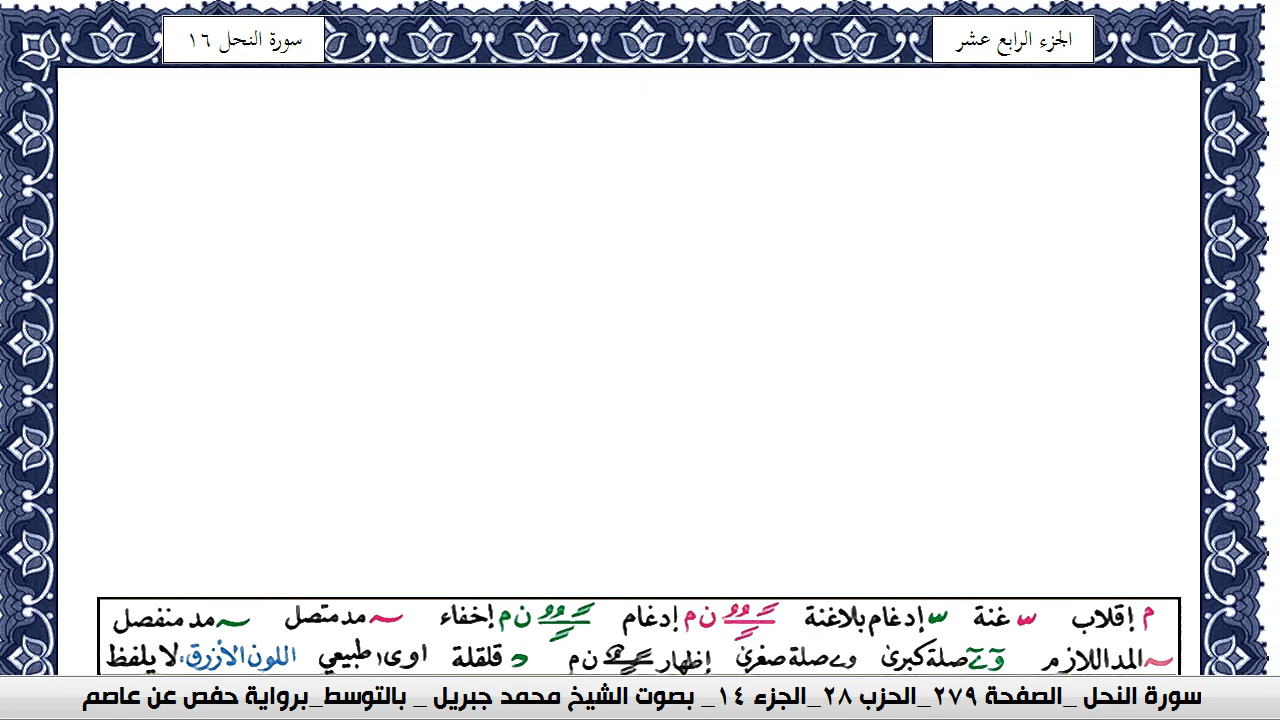 الجزء الرابع عشر
سورة النحل ١٦
م إقلاب س غنة س إدغام بلاغنة ن م إدغام ن م إخفاء ~ مد متصل ~ مد منفصل
~ المد اللازم و ے صلة كبرى و ے صلة صغرى إظهار ن م د قلقلة ا و ى طبيعي اللون الأزرق، لا يلفظ
سورة النحل _الصفحة ٢٧٩_الحزب ٢٨_الجزء ١٤_ بصوت الشيخ محمد جبريل _ بالتوسط_برواية حفص عن عاصم